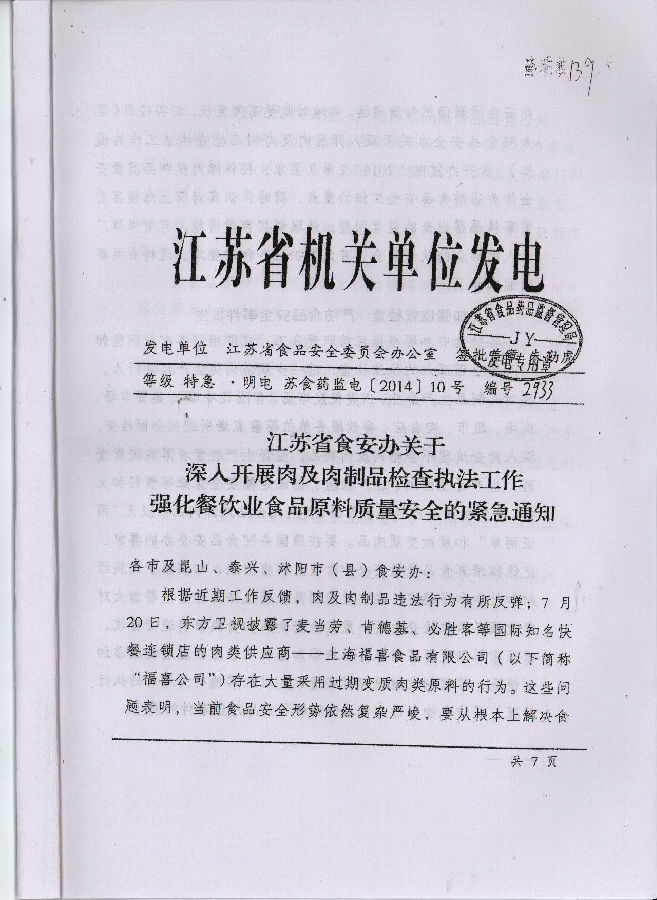 江苏省机关单位发电
江苏省食品药品监督管理局
JY
发电专用章
发电单位 江苏省食品安全委员会办公室 签批
等级 特急·明电 苏食药监电〔2014〕10号 编号 2933
江苏省食安办关于
深入开展肉及肉制品检查执法工作
强化餐饮业食品原料质量安全的紧急通知
各市及昆山、泰兴、沭阳市（县）食安办：
根据近期工作反馈，肉及肉制品违法行为有所反弹；7月
20日，东方卫视披露了麦当劳、肯德基、必胜客等国际知名快
餐连锁店的肉类供应商——上海福喜食品有限公司（以下简称
“福喜公司”）存在大量采用过期变质肉类原料的行为。这些问
题表明，当前食品安全形势依然复杂严峻，要从根本上解决食
共 7 页